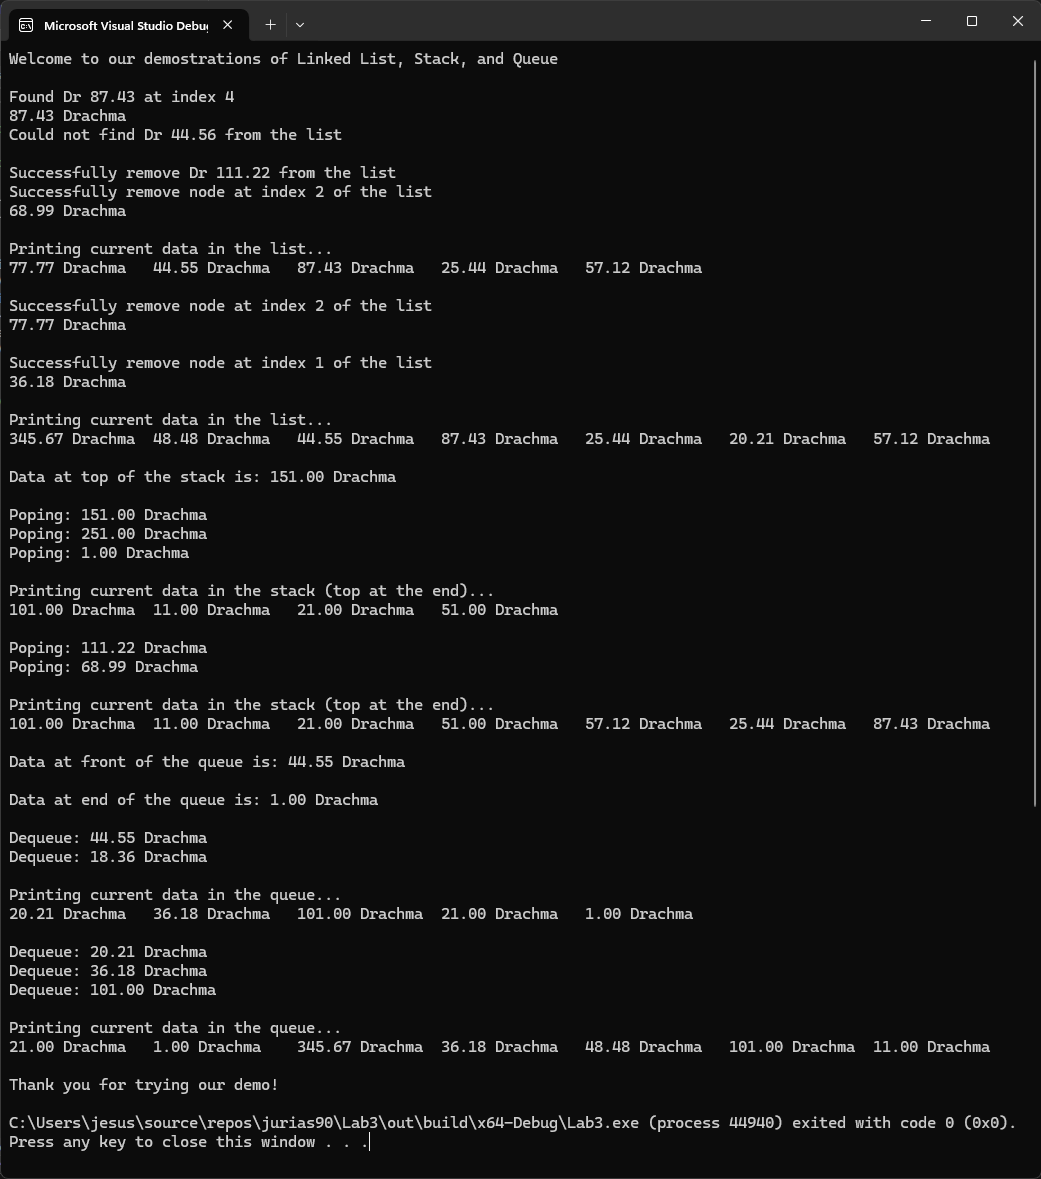 Microsoft Visual Studio Debug
Welcome to our demostrations of Linked List, Stack, and Queue
Found Dr 87.43 at index 4
87.43 Drachma
Could not find Dr 44.56 from the list
Successfully remove Dr 111.22 from the list
Successfully remove node at index 2 of the list
68.99 Drachma
Printing current data in the list...
77.77 Drachma   44.55 Drachma   87.43 Drachma   25.44 Drachma   57.12 Drachma
Successfully remove node at index 2 of the list
77.77 Drachma
Successfully remove node at index 1 of the list
36.18 Drachma
Printing current data in the list...
345.67 Drachma  48.48 Drachma   44.55 Drachma   87.43 Drachma   25.44 Drachma   20.21 Drachma   57.12 Drachma
Data at top of the stack is: 151.00 Drachma
Poping: 151.00 Drachma
Poping: 251.00 Drachma
Poping: 1.00 Drachma
Printing current data in the stack (top at the end)...
101.00 Drachma  11.00 Drachma   21.00 Drachma   51.00 Drachma
Poping: 111.22 Drachma
Poping: 68.99 Drachma
Printing current data in the stack (top at the end)...
101.00 Drachma  11.00 Drachma   21.00 Drachma   51.00 Drachma   57.12 Drachma   25.44 Drachma   87.43 Drachma
Data at front of the queue is: 44.55 Drachma
Data at end of the queue is: 1.00 Drachma
Dequeue: 44.55 Drachma
Dequeue: 18.36 Drachma
Printing current data in the queue...
20.21 Drachma   36.18 Drachma   101.00 Drachma  21.00 Drachma   1.00 Drachma
Dequeue: 20.21 Drachma
Dequeue: 36.18 Drachma
Dequeue: 101.00 Drachma
Printing current data in the queue...
21.00 Drachma   1.00 Drachma    345.67 Drachma  36.18 Drachma   48.48 Drachma   101.00 Drachma  11.00 Drachma
Thank you for trying our demo!
C:\Users\jesus\source\repos\jurias90\Lab3\out\build\x64-Debug\Lab3.exe (process 44940) exited with code 0 (0x0).
Press any key to close this window . . .